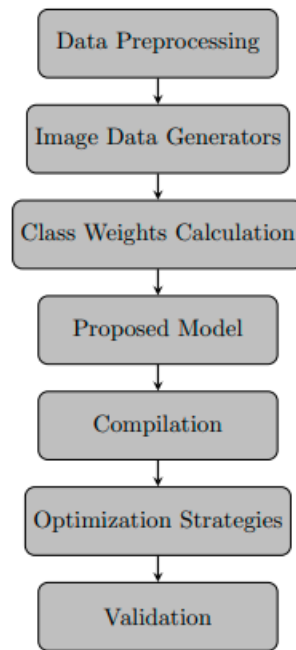 Data Preprocessing
Image Data Generators
Class Weights Calculation
Proposed Model
Compilation
Optimization Strategies
Validation